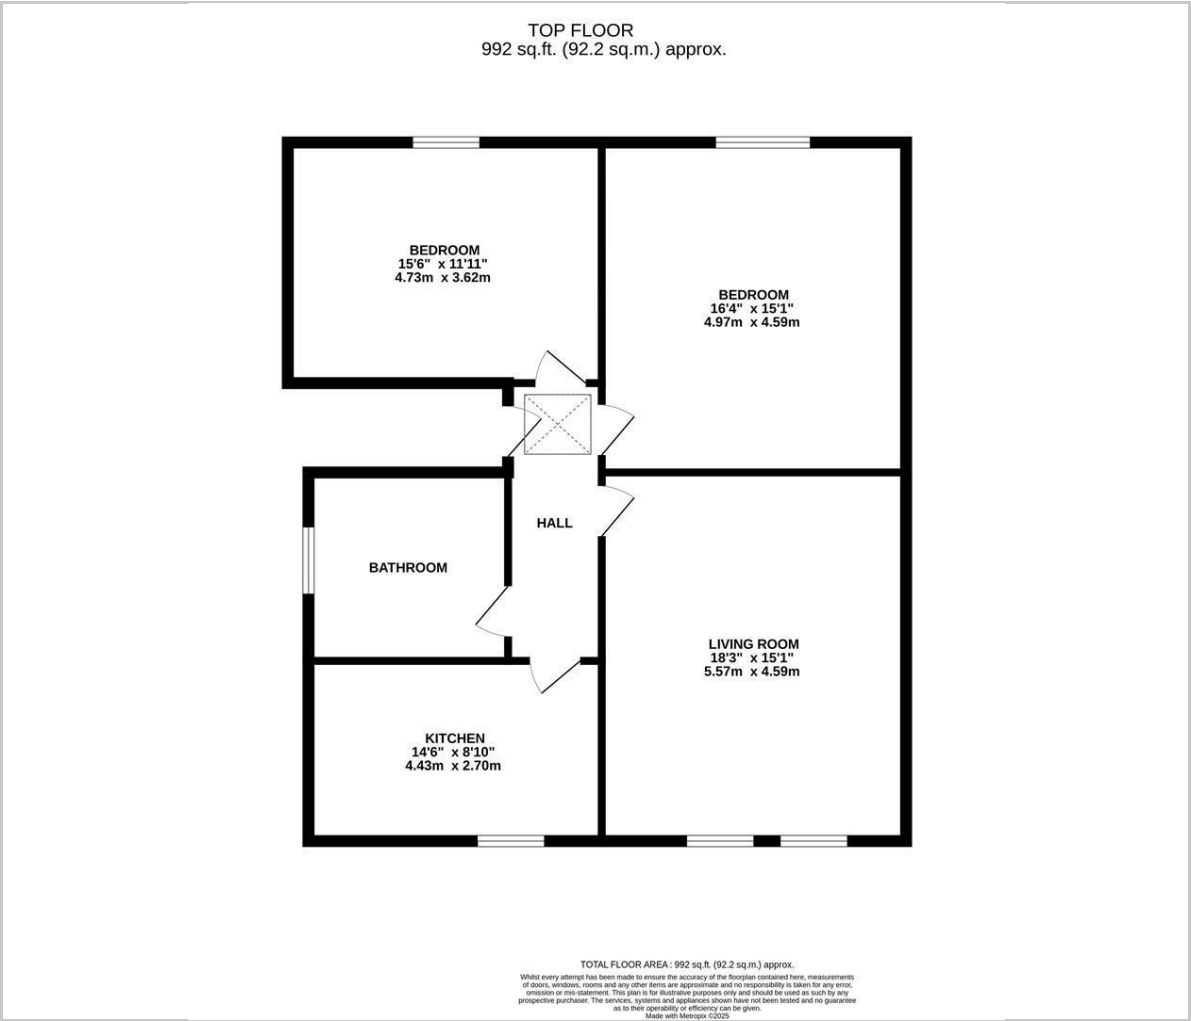 TOP FLOOR
992 sq.ft. (92.2 sq.m.) approx.
BEDROOM
15'6" x 11'11"
4.73m x 3.62m
BEDROOM
16'4" x 15'1"
4.97m x 4.59m
HALL
BATHROOM
LIVING ROOM
18'3" x 15'1"
5.57m x 4.59m
KITCHEN
14'6" x 8'10"
4.43m x 2.70m
TOTAL FLOOR AREA : 992 sq.ft. (92.2 sq.m.) approx.
Whilst every attempt has been made to ensure the accuracy of the floorplan contained here, measurements
of doors, windows, rooms and any other items are approximate and no responsibility is taken for any error,
omission or mis-statement. This plan is for illustrative purposes only and should be used as such by any
prospective purchaser. The services, systems and appliances shown have not been tested and no guarantee
as to their operability or efficiency can be given.
Made with Metropix ©2025